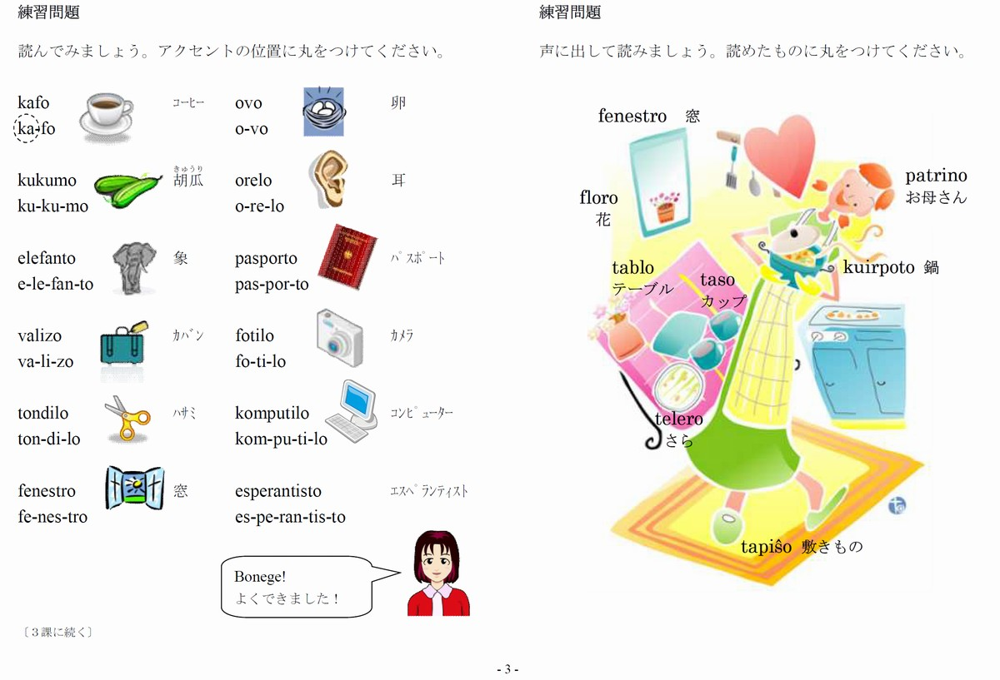 練習問題
読んでみましょう。アクセントの位置に丸をつけてください。
kafo
ka-fo
コーヒー
kukumo
ku-ku-mo
きゅうり
胡瓜
elefanto
e-le-fan-to
象
valizo
va-li-zo
カバン
tondilo
ton-di-lo
ハサミ
fenestro
fe-nes-tro
窓
ovo
o-vo
卵
orelo
o-re-lo
耳
pasporto
pas-por-to
パスポート
fotilo
fo-ti-lo
カメラ
komputilo
kom-pu-ti-lo
コンピューター
esperantisto
es-pe-ran-tis-to
エスペランティスト
Bonege!
よくできました！
〔３課に続く〕
練習問題
声に出して読みましょう。読めたものに丸をつけてください。
fenestro 窓
patrino
お母さん
floro
花
kuirpoto 鍋
tablo
テーブル
taso
カップ
telero
さら
tapiŝo 敷きもの
- 3 -